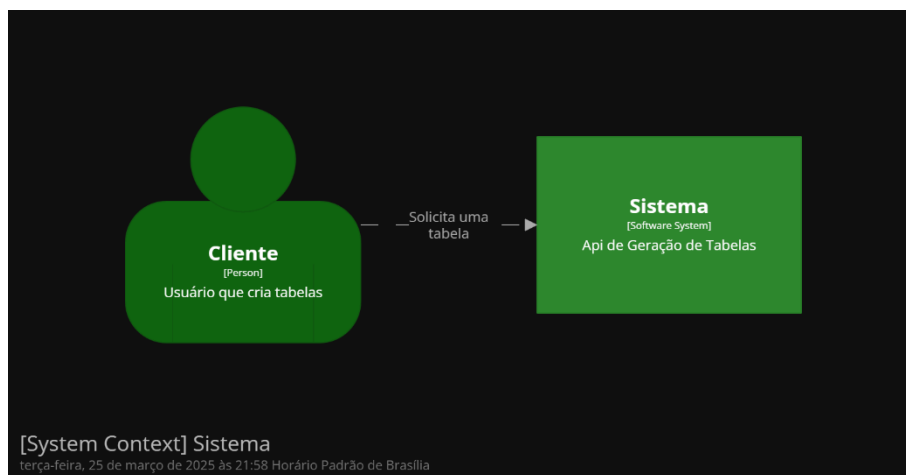 Cliente
[Person]
Usuário que cria tabelas
Solicita uma
tabela
Sistema
[Software System]
Api de Geração de Tabelas
[System Context] Sistema
terça-feira, 25 de março de 2025 às 21:58 Horário Padrão de Brasília